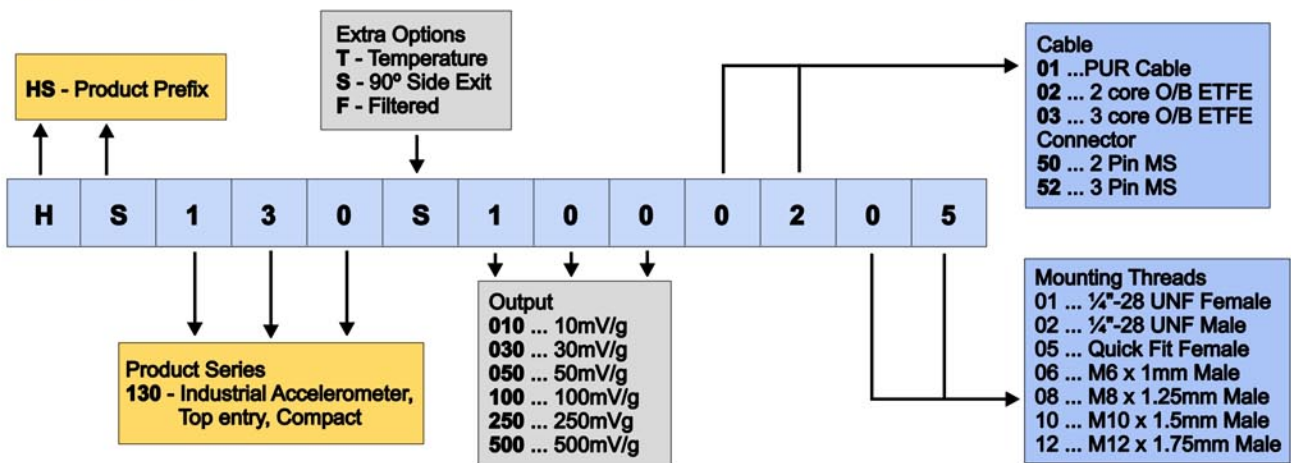 Extra Options
T - Temperature
S - 90º Side Exit
F - Filtered
HS - Product Prefix
Cable
01 ...PUR Cable
02 ... 2 core O/B ETFE
03 ... 3 core O/B ETFE
Connector
50 ... 2 Pin MS
52 ... 3 Pin MS
H S 1 3 0 S 1 0 0 0 2 0 5
Product Series
130 - Industrial Accelerometer,
Top entry, Compact
Output
010 ... 10mV/g
030 ... 30mV/g
050 ... 50mV/g
100 ... 100mV/g
250 ... 250mVg
500 ... 500mV/g
Mounting Threads
01 ... ¼"-28 UNF Female
02 ... ¼"-28 UNF Male
05 ... Quick Fit Female
06 ... M6 x 1mm Male
08 ... M8 x 1.25mm Male
10 ... M10 x 1.5mm Male
12 ... M12 x 1.75mm Male